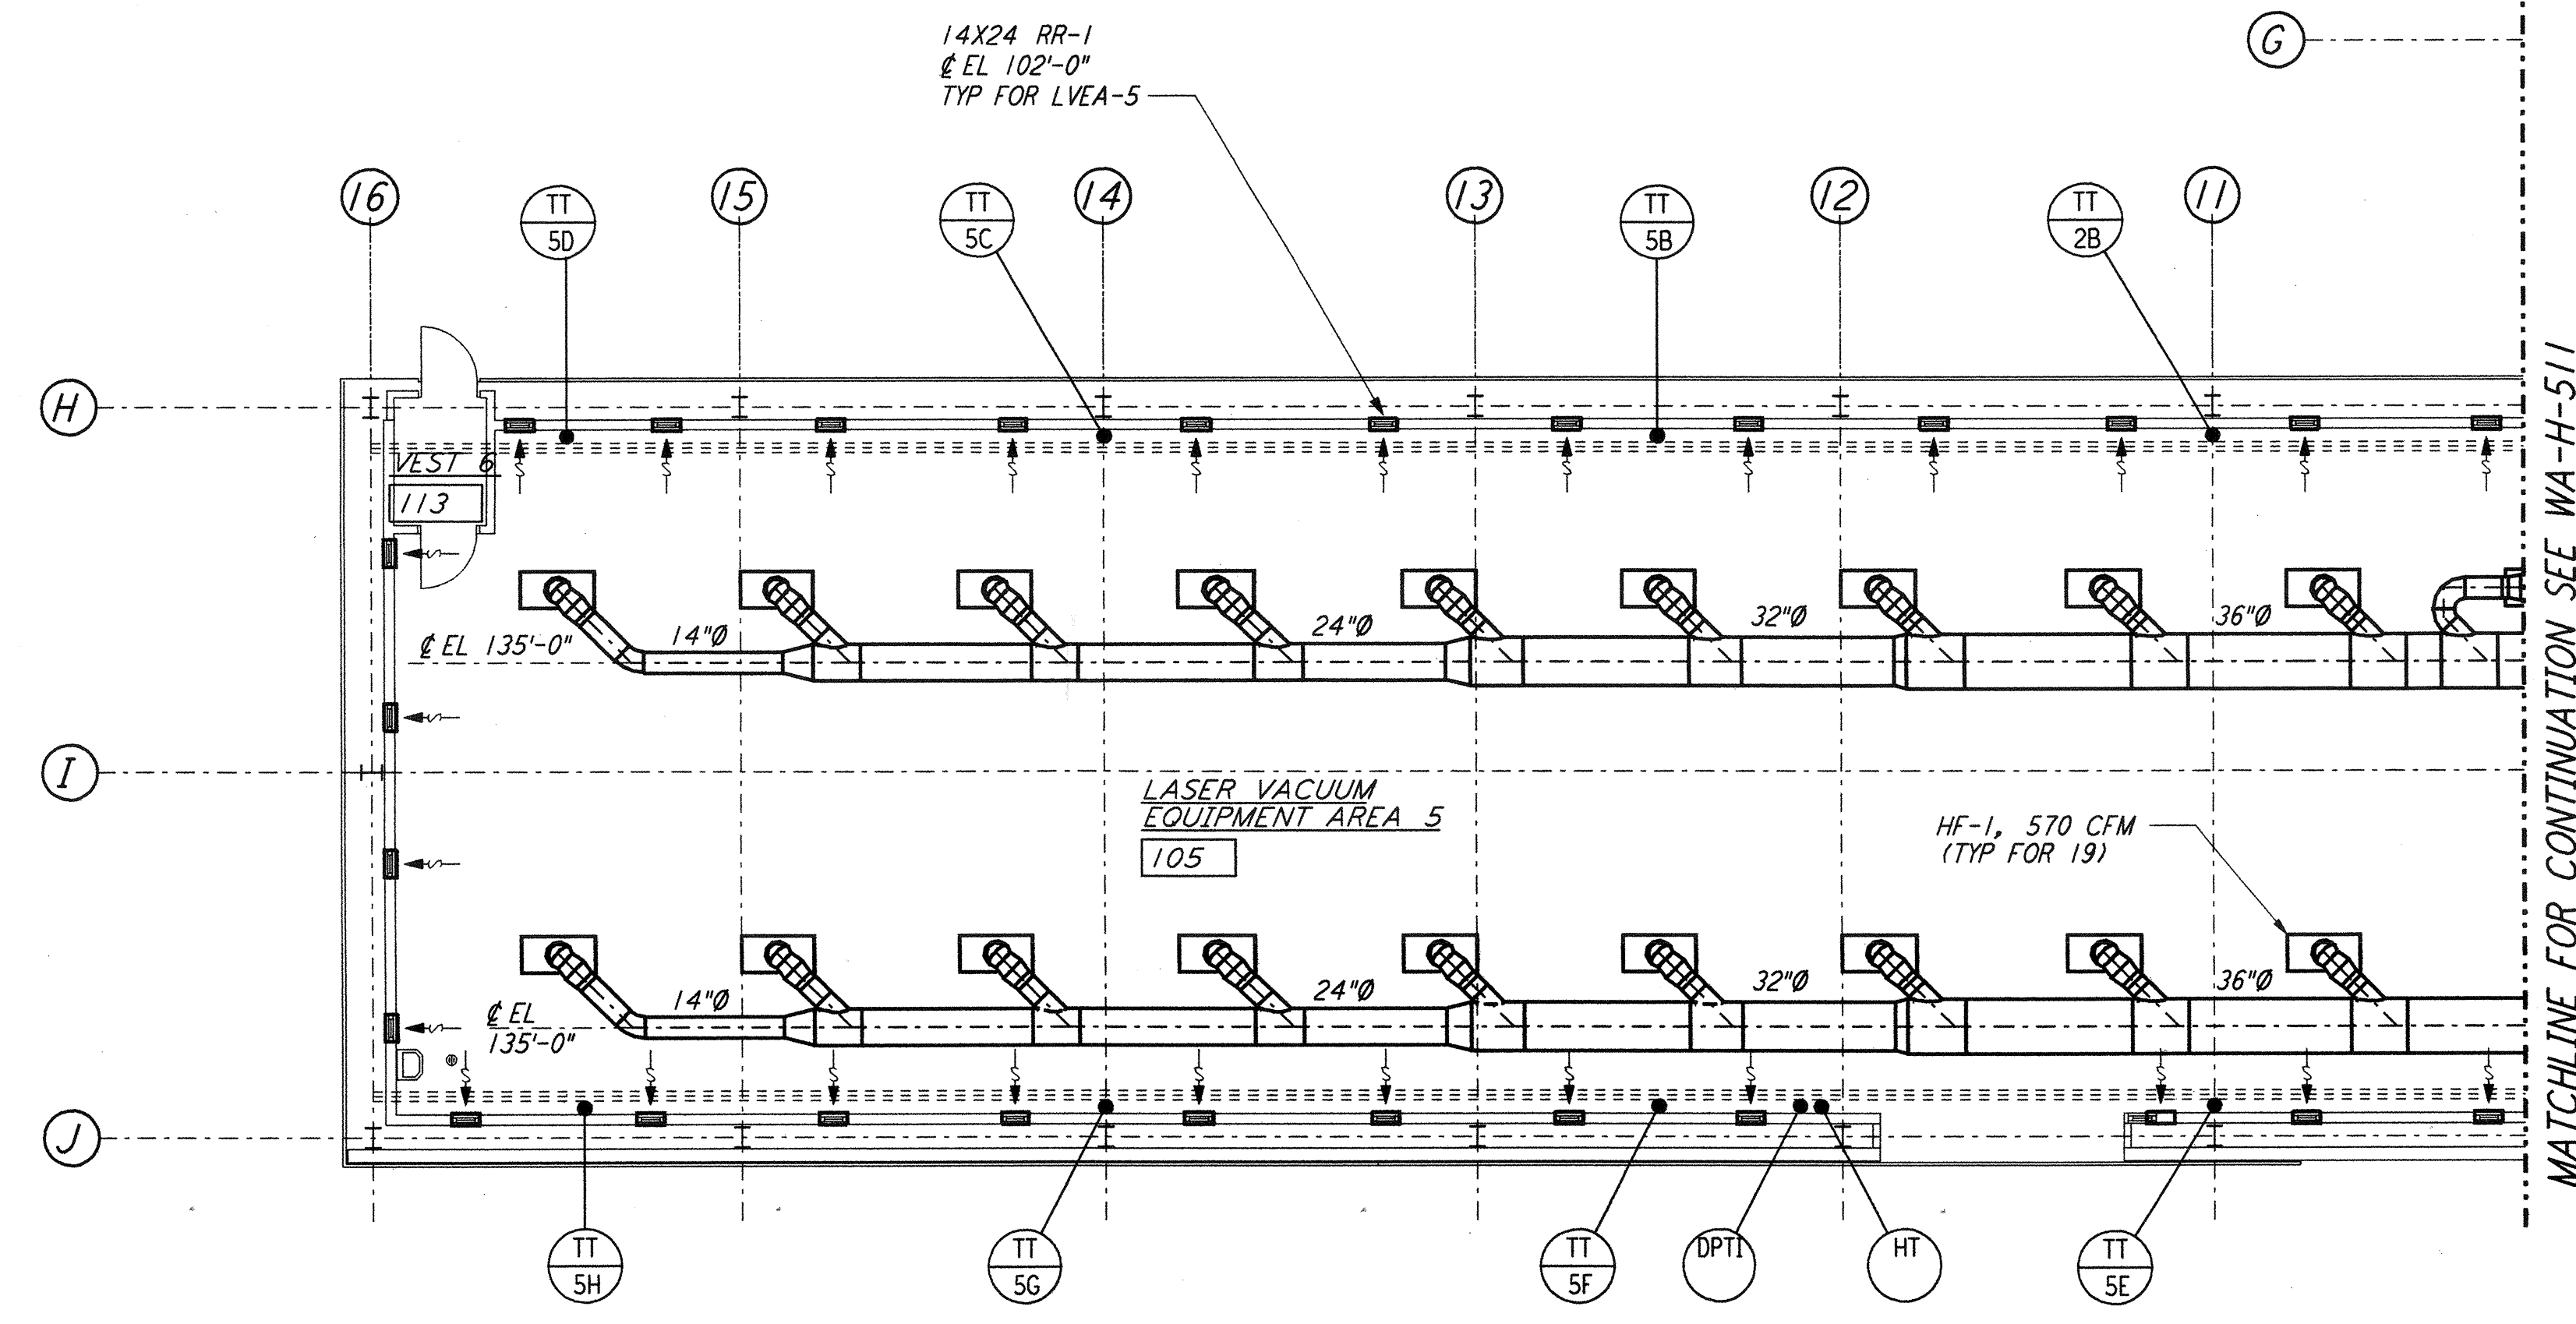 14X24 RR-1
℄ EL 102'-0"
TYP FOR LVEA-5
G
16
TT
5D
15
TT
5C
14
13
TT
5B
12
TT
2B
11
H
VEST 6
113
℄ EL 135'-0"
14"Ø
24"Ø
32"Ø
36"Ø
I
LASER VACUUM
EQUIPMENT AREA 5
105
HF-1, 570 CFM
(TYP FOR 19)
℄ EL
135'-0"
14"Ø
24"Ø
32"Ø
36"Ø
J
TT
5H
TT
5G
TT
5F
DPTI
HT
TT
5E
MATCHLINE FOR CONTINUATION SEE WA-H-511